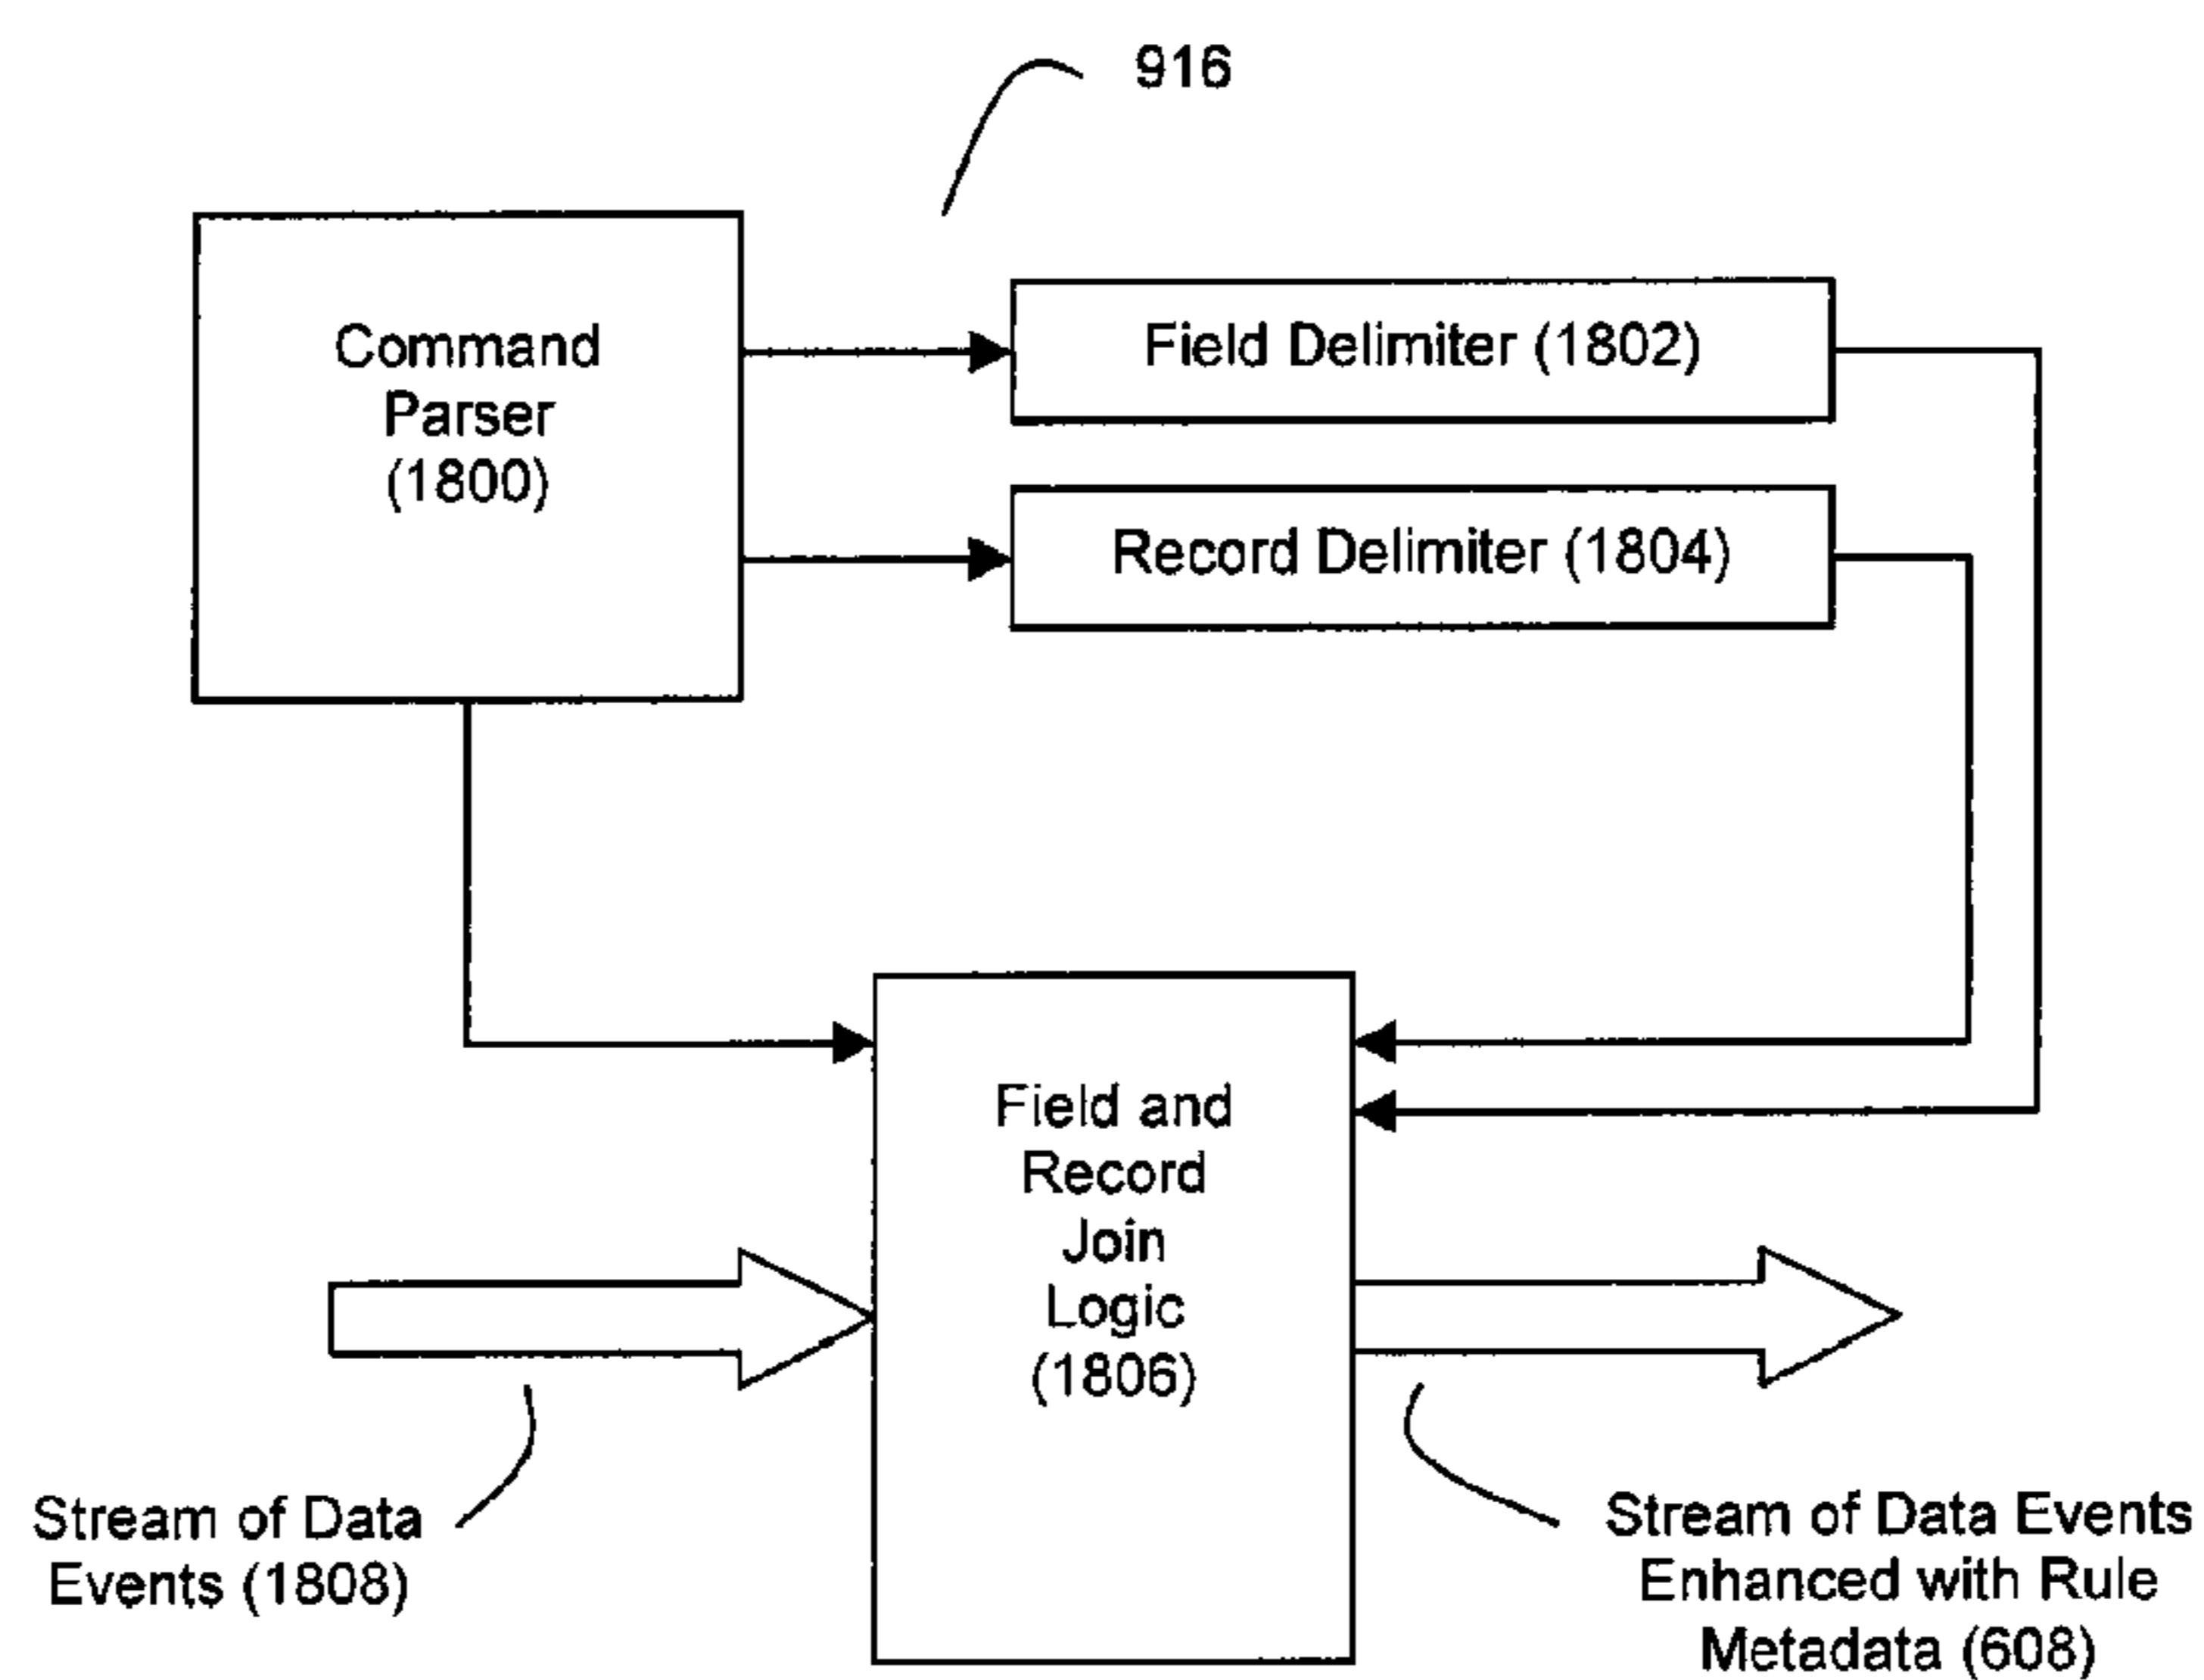 916
Command
Parser
(1800)
Field Delimiter (1802)
Record Delimiter (1804)
Field and
Record
Join
Logic
(1806)
Stream of Data
Events (1808)
Stream of Data Events
Enhanced with Rule
Metadata (608)